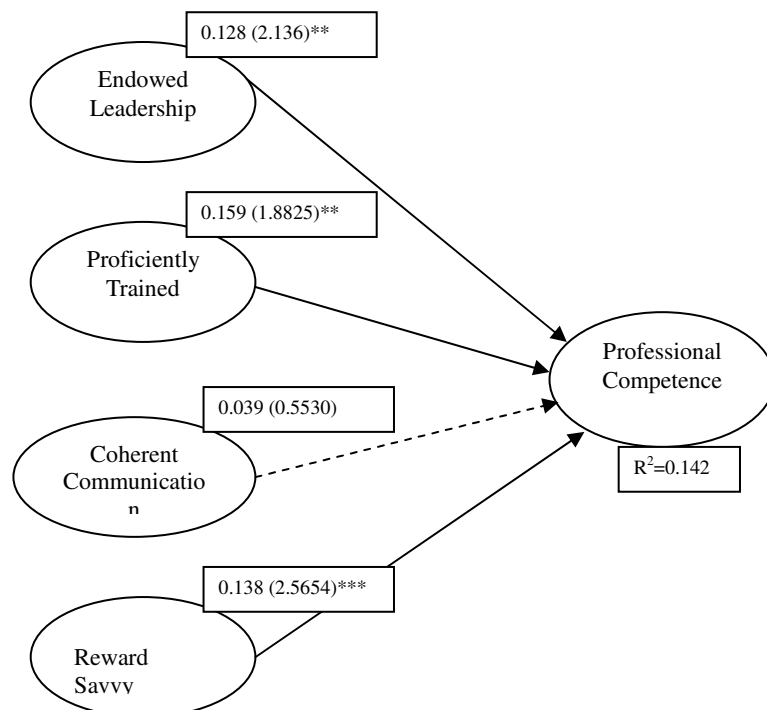 0.128 (2.136)**
Endowed
Leadership
0.159 (1.8825)**
Proficiently
Trained
Professional
Competence
0.039 (0.5530)
Coherent
Communicatio
n
R²=0.142
0.138 (2.5654)***
Reward
Savvy